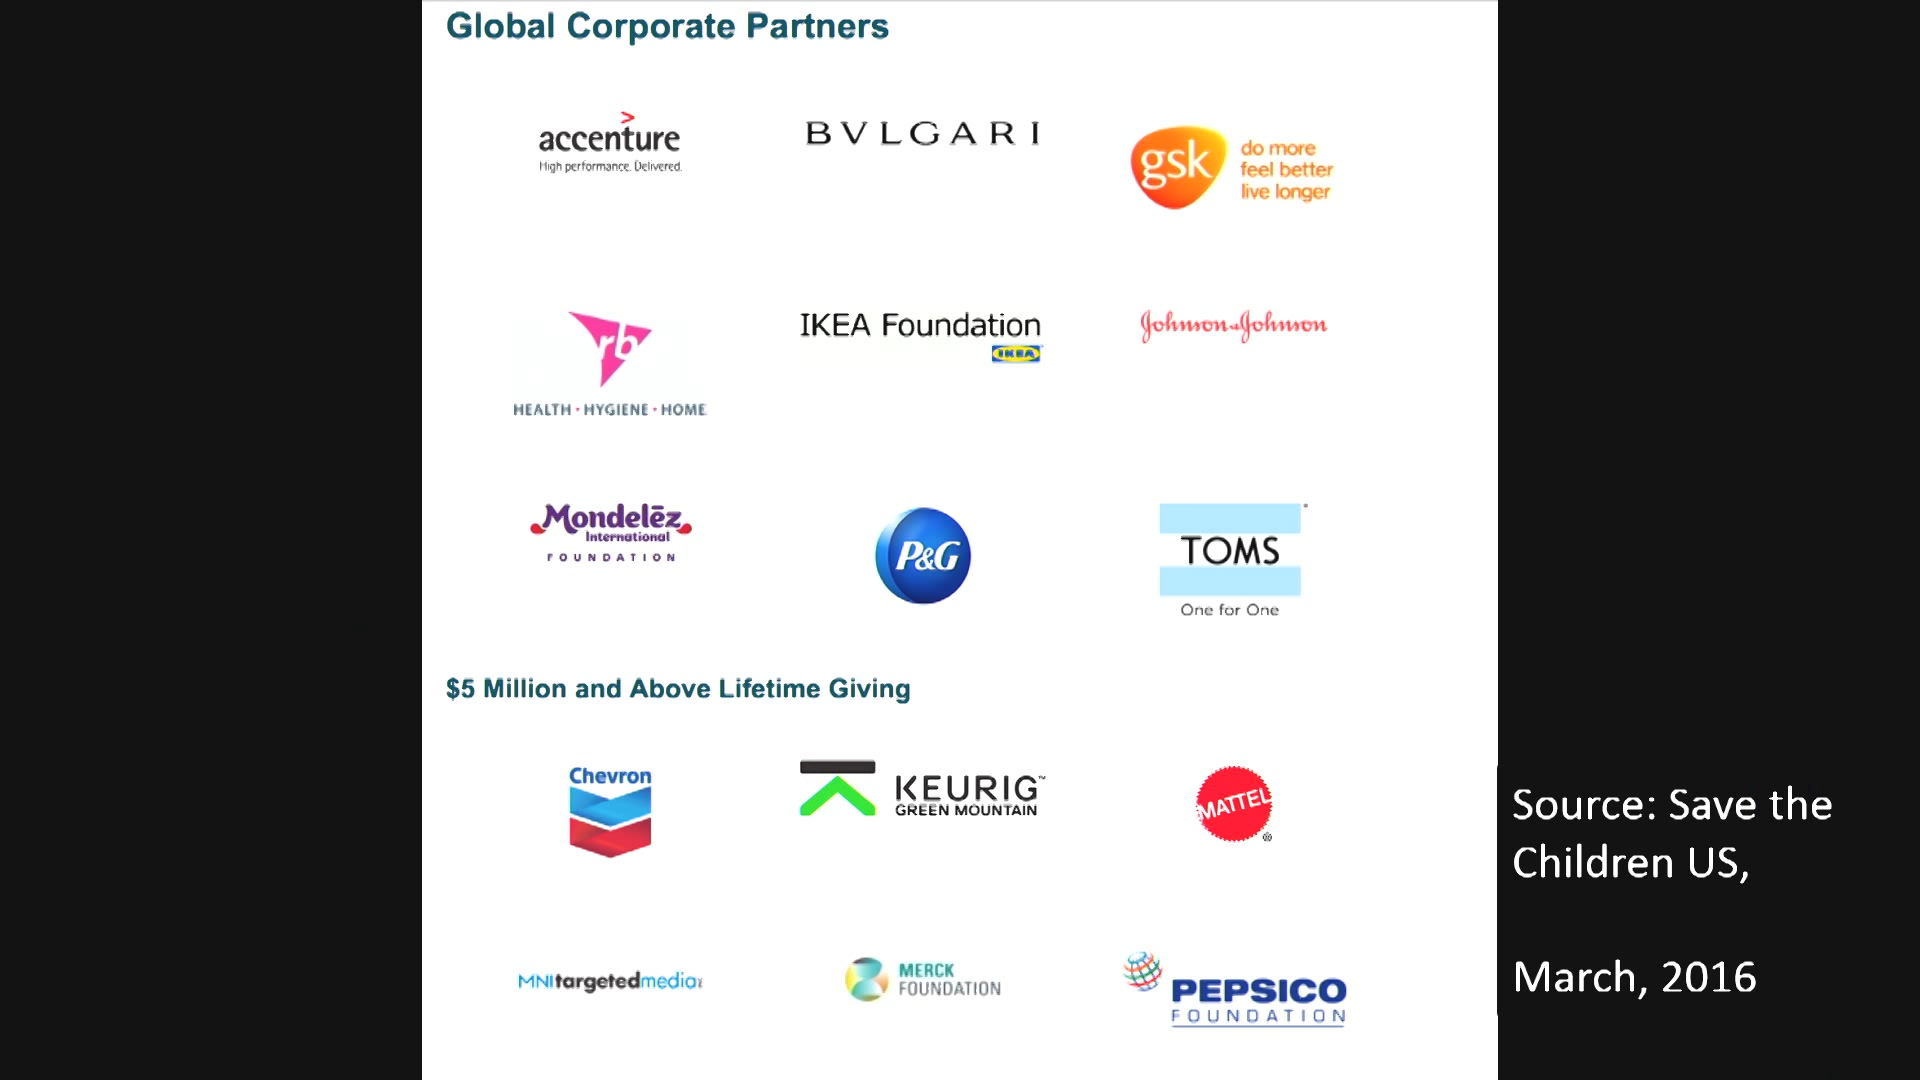 Global Corporate Partners
accenture
High performance. Delivered.
BVLGARI
gsk
do more
feel better
live longer
rb
HEALTH • HYGIENE • HOME
IKEA Foundation
IKEA
Johnson & Johnson
Mondelēz
International
FOUNDATION
P&G
TOMS
One for One
$5 Million and Above Lifetime Giving
Chevron
KEURIG™
GREEN MOUNTAIN
MATTEL
®
MNItargetedmedia
MERCK
FOUNDATION
PEPSICO
FOUNDATION
Source: Save the
Children US,
March, 2016